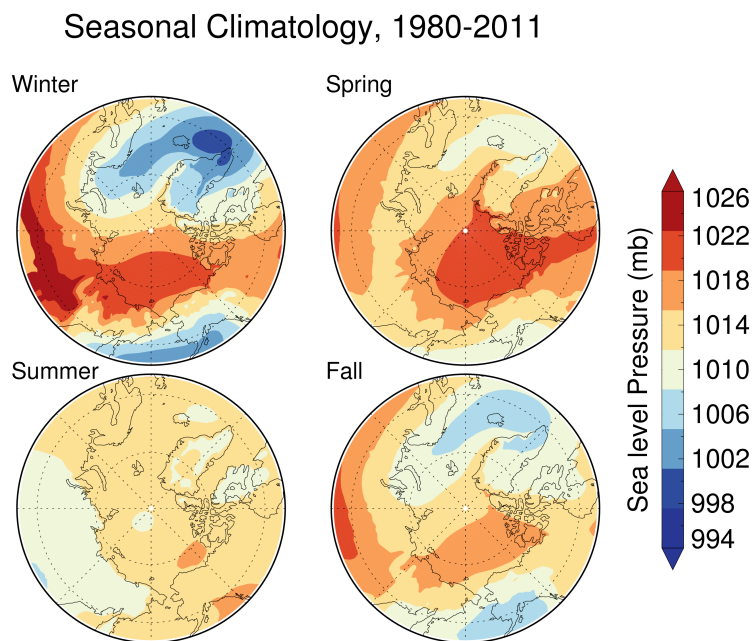 Seasonal Climatology, 1980-2011
Winter
Spring
Summer
Fall
Sea level Pressure (mb)
1026
1022
1018
1014
1010
1006
1002
998
994